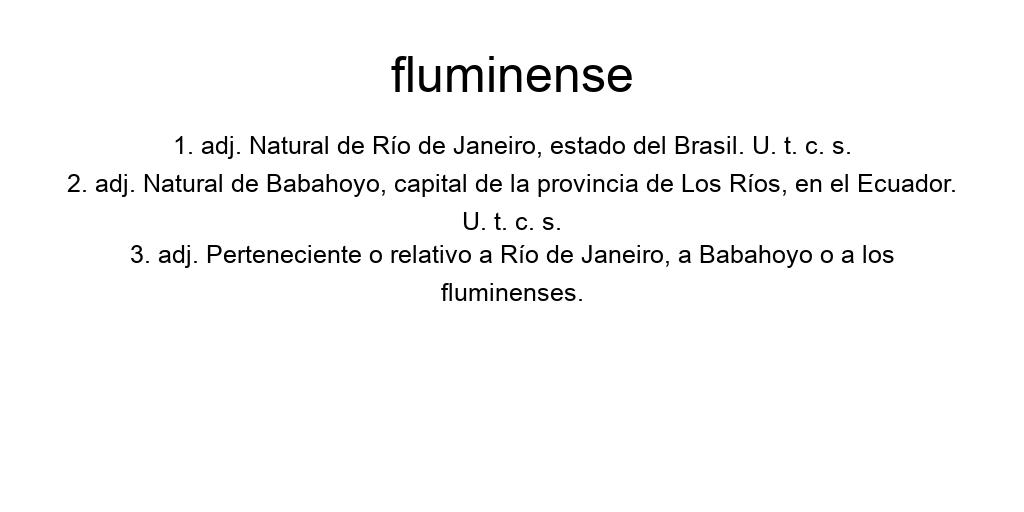 fluminense
1. adj. Natural de Río de Janeiro, estado del Brasil. U. t. c. s.
2. adj. Natural de Babahoyo, capital de la provincia de Los Ríos, en el Ecuador.
U. t. c. s.
3. adj. Perteneciente o relativo a Río de Janeiro, a Babahoyo o a los
fluminenses.